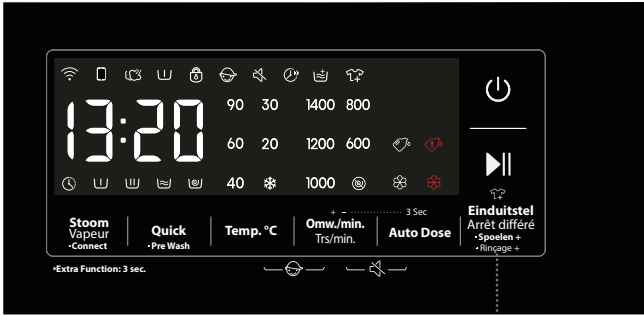 90 30 1400 800
13:20
60 20 1200 600
40 1000
+ - 3 Sec
Stoom
Vapeur
•Connect
Quick
•Pre Wash
Temp. °C
Omw./min.
Trs/min.
Auto Dose
Einduitstel
Arrêt différé
•Spoelen +
•Rinçage +
•Extra Function: 3 sec.